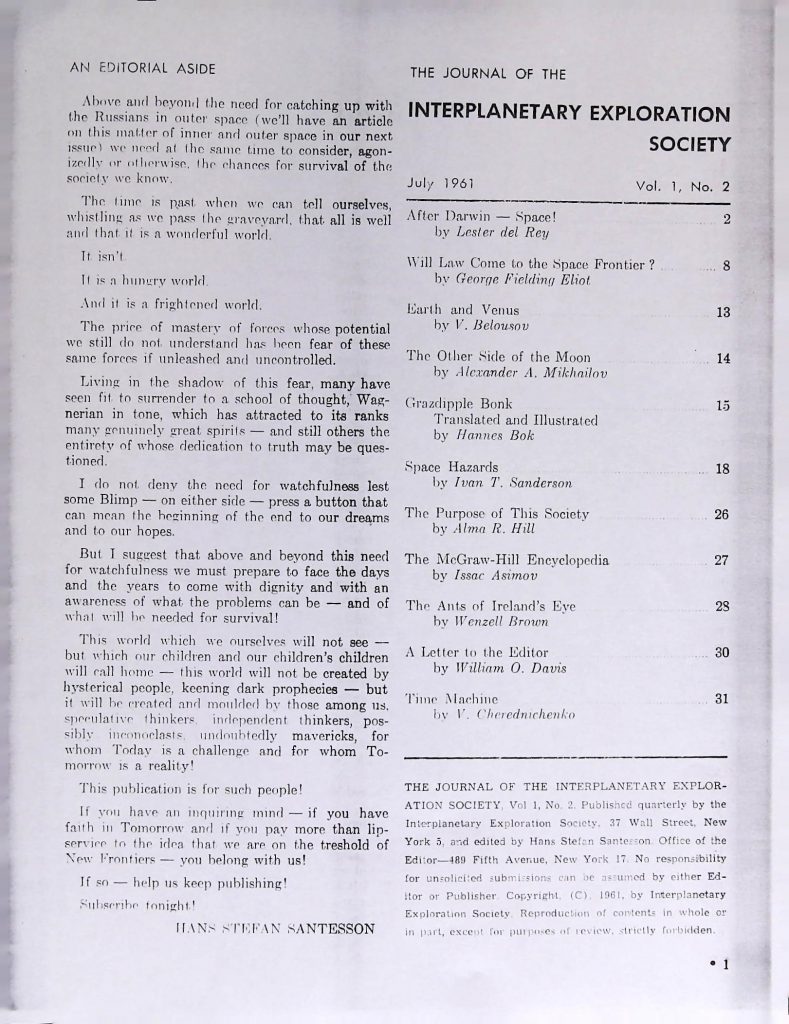 AN EDITORIAL ASIDE
Above and beyond the need for catching up with
the Russians in outer space (we'll have an article
on this matter of inner and outer space in our next
issue) we need at the same time to consider, agon-
izedly or otherwise, the chances for survival of the
society we know.
The time is past when we can tell ourselves,
whistling as we pass the graveyard, that all is well
and that it is a wonderful world.
It isn't
It is a hungry world.
And it is a frightened world.
The price of mastery of forces whose potential
we still do not understand has been fear of these
same forces if unleashed and uncontrolled.
Living in the shadow of this fear, many have
seen fit to surrender to a school of thought, Wag-
nerian in tone, which has attracted to its ranks
many genuinely great spirits — and still others the
entirety of whose dedication to truth may be ques-
tioned.
I do not deny the need for watchfulness lest
some Blimp — on either side — press a button that
can mean the beginning of the end to our dreams
and to our hopes.
But I suggest that above and beyond this need
for watchfulness we must prepare to face the days
and the years to come with dignity and with an
awareness of what the problems can be — and of
what will be needed for survival!
This world which we ourselves will not see —
but which our children and our children's children
will call home — this world will not be created by
hysterical people, keening dark prophecies — but
it will be created and moulded by those among us,
speculative thinkers, independent thinkers, pos-
sibly inconoclasts, undoubtedly mavericks, for
whom Today is a challenge and for whom To-
morrow is a reality!
This publication is for such people!
If you have an inquiring mind — if you have
faith in Tomorrow and if you pay more than lip-
service to the idea that we are on the treshold of
New Frontiers — you belong with us!
If so — help us keep publishing!
Subscribe tonight!
HANS STEFAN SANTESSON
THE JOURNAL OF THE
INTERPLANETARY EXPLORATION
SOCIETY
July 1961 Vol. 1, No. 2
After Darwin — Space! 2
by Lester del Rey
Will Law Come to the Space Frontier? 8
by George Fielding Eliot
Earth and Venus 13
by V. Belousov
The Other Side of the Moon 14
by Alexander A. Mikhailov
Grazdipple Bonk 15
Translated and Illustrated
by Hannes Bok
Space Hazards 18
by Ivan T. Sanderson
The Purpose of This Society 26
by Alma R. Hill
The McGraw-Hill Encyclopedia 27
by Issac Asimov
The Ants of Ireland's Eye 28
by Wenzell Brown
A Letter to the Editor 30
by William O. Davis
Time Machine 31
by V. Cherednichenko
THE JOURNAL OF THE INTERPLANETARY EXPLOR-
ATION SOCIETY, Vol 1, No. 2. Published quarterly by the
Interplanetary Exploration Society, 37 Wall Street, New
York 5, and edited by Hans Stefan Santesson. Office of the
Editor—489 Fifth Avenue, New York 17. No responsibility
for unsolicited submissions can be assumed by either Ed-
itor or Publisher. Copyright, (C), 1961, by Interplanetary
Exploration Society. Reproduction of contents in whole or
in part, except for purposes of review, strictly forbidden.
• 1